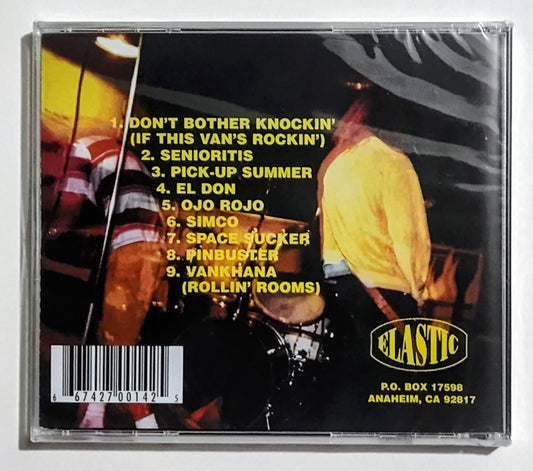 1. DON'T BOTHER KNOCKIN'
(IF THIS VAN'S ROCKIN')
2. SENIORITIS
3. PICK-UP SUMMER
4. EL DON
5. OJO ROJO
6. SIMCO
7. SPACE SUCKER
8. PINBUSTER
9. VANKHANA
(ROLLIN' ROOMS)
ELASTIC
P.O. BOX 17598
ANAHEIM, CA 92817
6 67427 00142 5